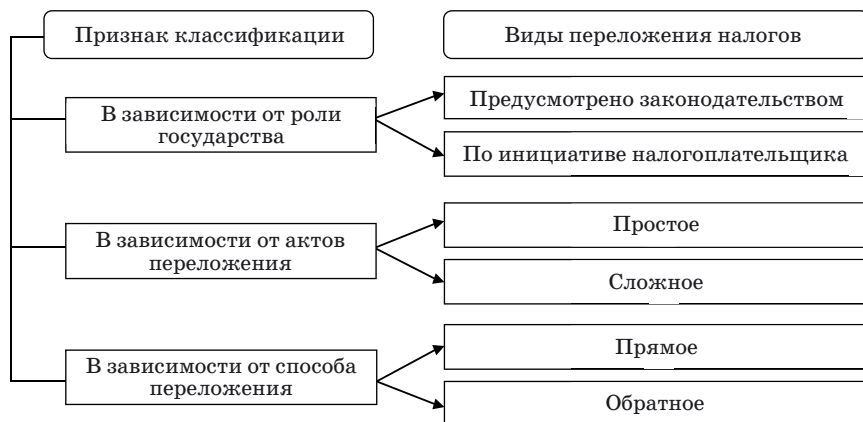 Признак классификации
Виды переложения налогов
В зависимости от роли
государства
Предусмотрено законодательством
По инициативе налогоплательщика
В зависимости от актов
переложения
Простое
Сложное
В зависимости от способа
переложения
Прямое
Обратное